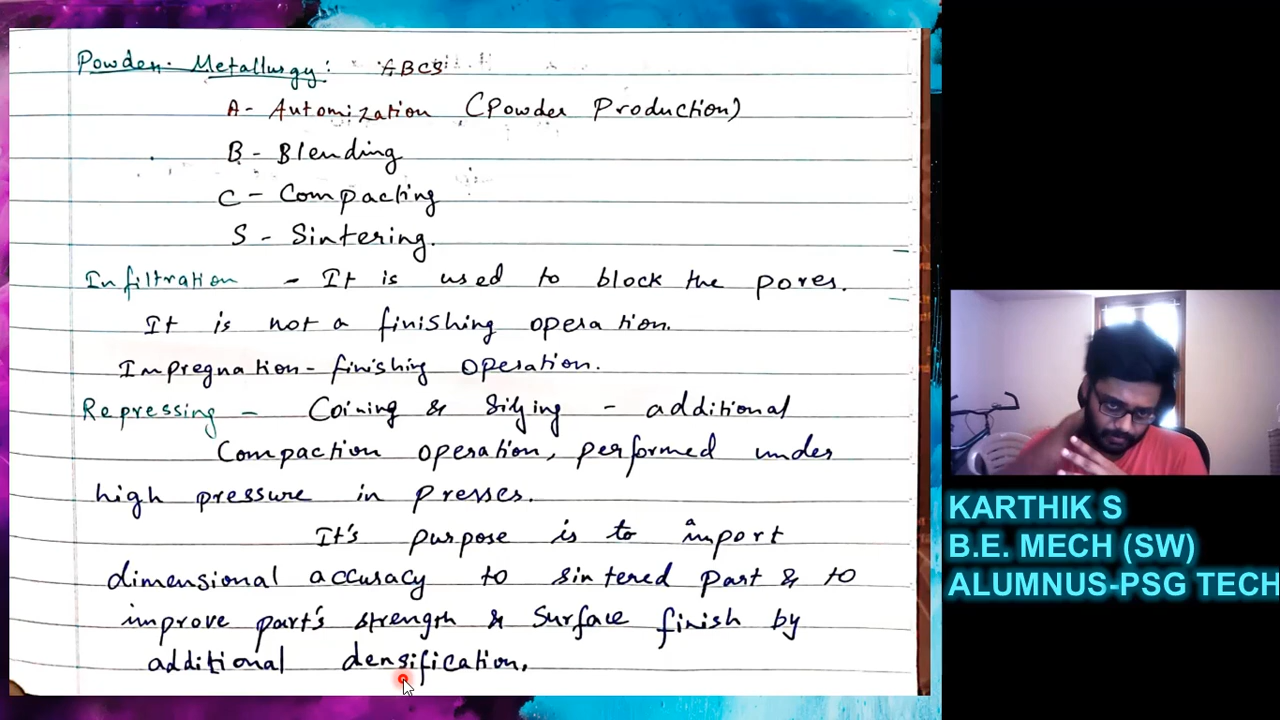 Powder Metallurgy: ABCS
A- Automization (Powder Production)
B- Blending
C- Compacting
S- Sintering.
Infiltration - It is used to block the pores.
It is not a finishing operation.
Impregnation- finishing operation.
Repressing - Coining & Sizing - additional
Compaction operation, performed under
high pressure in presses.
It's purpose is to import
a
dimensional accuracy to sintered part & to
improve part's strength & Surface finish by
additional densification.
KARTHIK S
B.E. MECH (SW)
ALUMNUS-PSG TECH